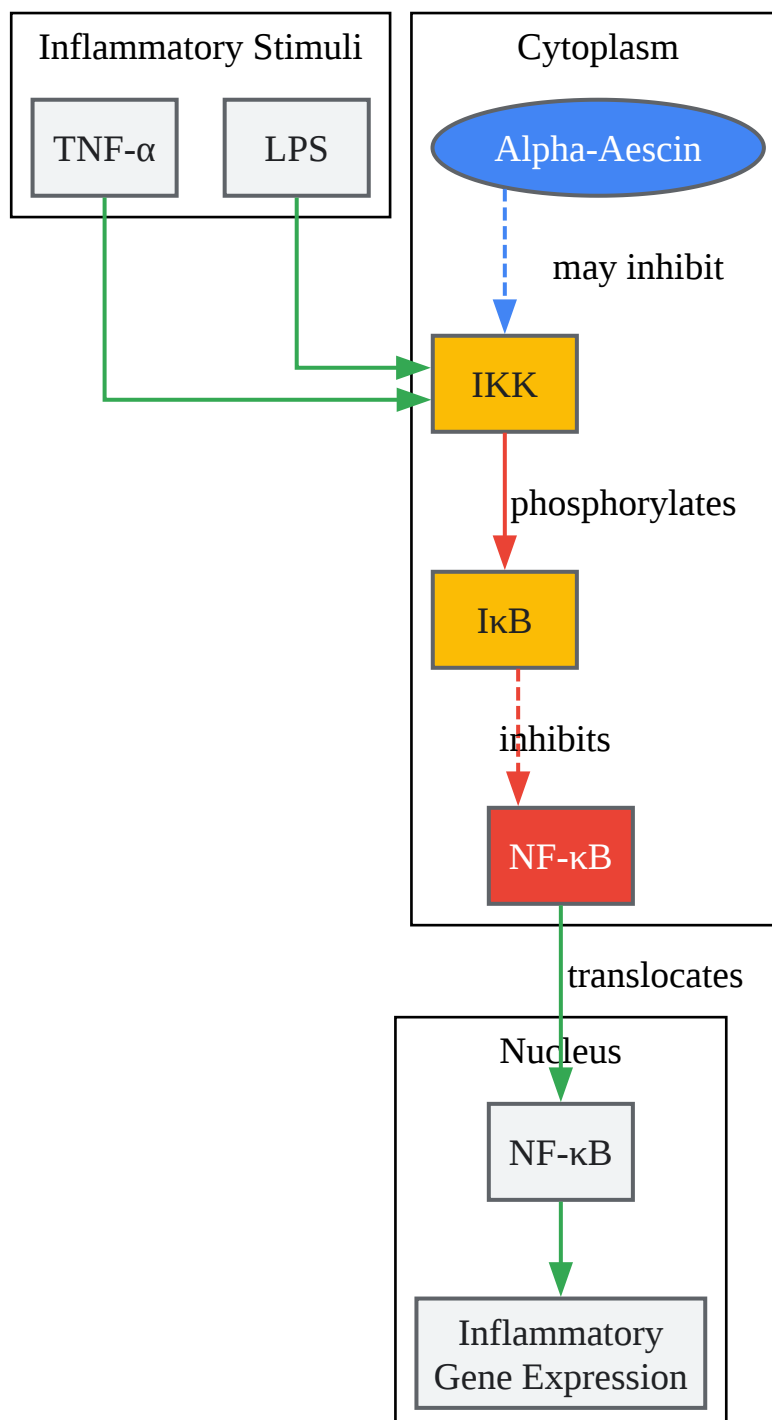 Inflammatory Stimuli
TNF-α
LPS
Cytoplasm
Alpha-Aescin
may inhibit
IKK
phosphorylates
IκB
inhibits
NF-κB
translocates
Nucleus
NF-κB
Inflammatory
Gene Expression